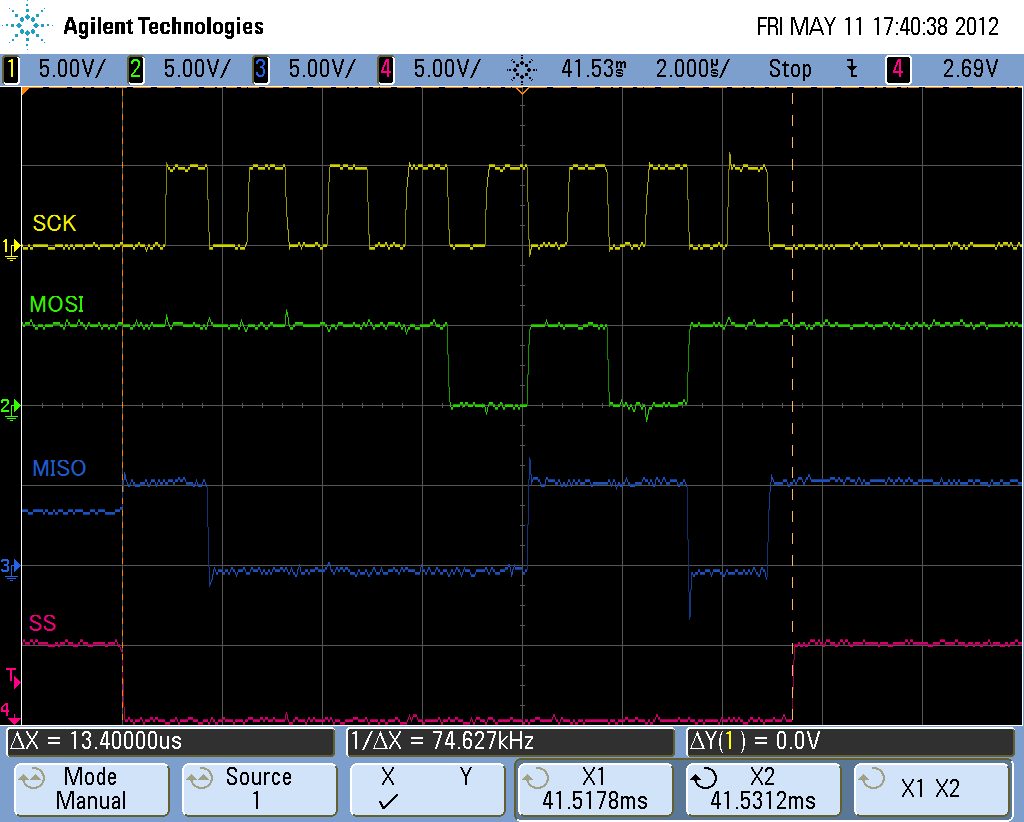 Agilent Technologies
FRI MAY 11 17:40:38 2012
1 5.00V/ 2 5.00V/ 3 5.00V/ 4 5.00V/ 41.53ms 2.000us/ Stop 4 2.69V
SCK
1
MOSI
2
MISO
3
SS
T
4
ΔX = 13.40000us
1/ΔX = 74.627kHz
ΔY(1) = 0.0V
Mode
Manual
Source
1
X Y
✓
X1
41.5178ms
X2
41.5312ms
X1 X2